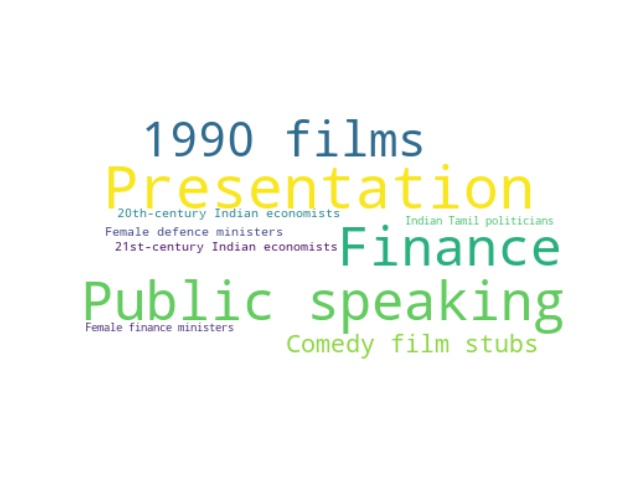 1990 films
Presentation
20th-century Indian economists
Indian Tamil politicians
Female defence ministers
Finance
21st-century Indian economists
Public speaking
Female finance ministers
Comedy film stubs